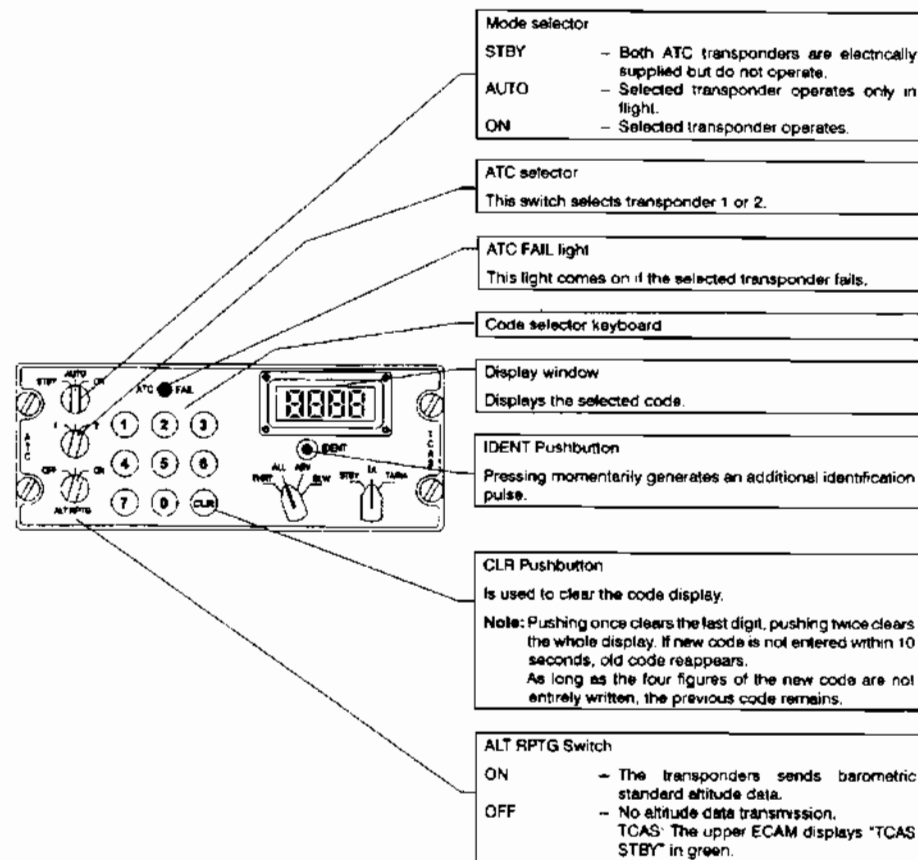 Mode selector
STBY – Both ATC transponders are electrically
supplied but do not operate.
AUTO – Selected transponder operates only in
flight.
ON – Selected transponder operates.
ATC selector
This switch selects transponder 1 or 2.
ATC FAIL light
This light comes on if the selected transponder fails.
Code selector keyboard
Display window
Displays the selected code.
IDENT Pushbutton
Pressing momentarily generates an additional identification
pulse.
CLR Pushbutton
Is used to clear the code display.
Note: Pushing once clears the last digit, pushing twice clears
the whole display. If new code is not entered within 10
seconds, old code reappears.
As long as the four figures of the new code are not
entirely written, the previous code remains.
ALT RPTG Switch
ON – The transponders sends barometric
standard altitude data.
OFF – No altitude data transmission.
TCAS: The upper ECAM displays "TCAS
STBY" in green.
STBY AUTO ON
ATC FAIL
8888
ATC
1 2
1 2 3
IDENT
4 5 6
OFF ON
ALT RPTG
7 0 CLR
THRT ALL ABV BLW
STBY TA TA/RA